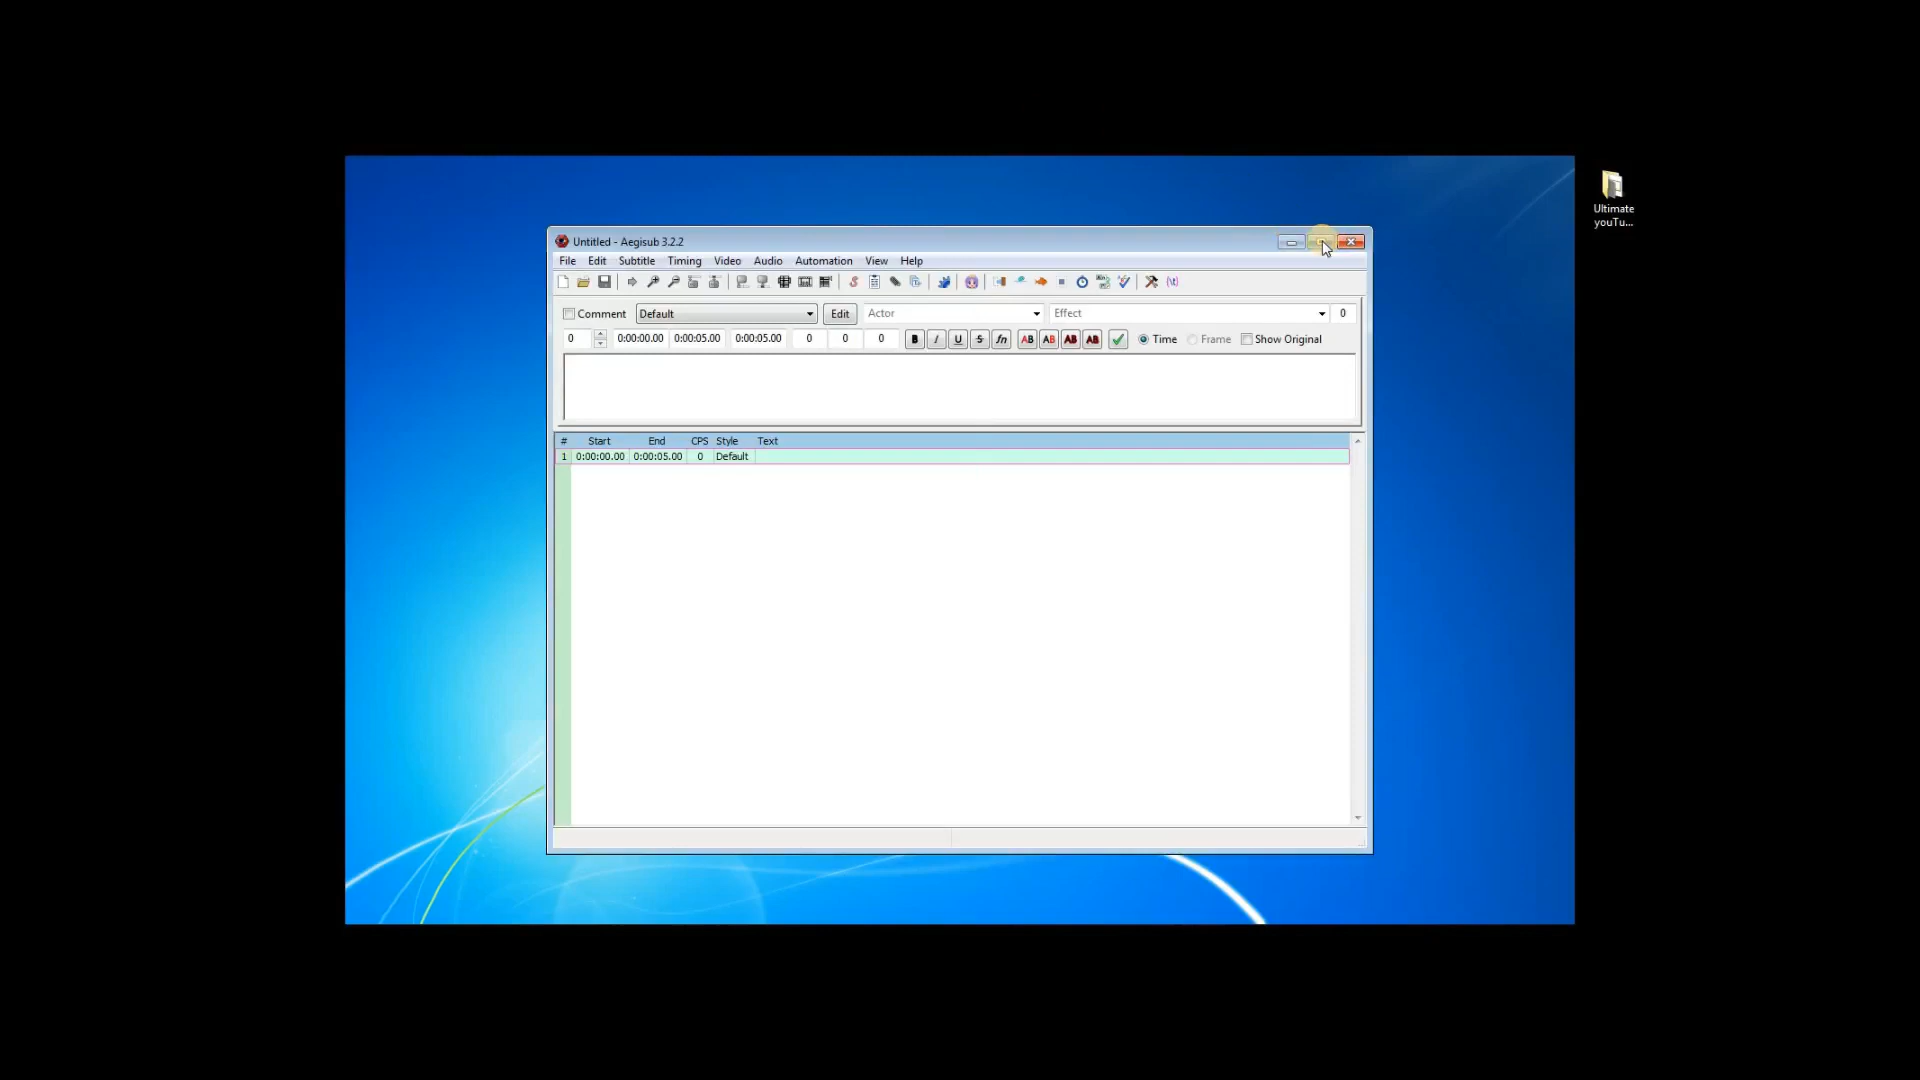 Ultimate
youTu...
Untitled - Aegisub 3.2.2
File Edit Subtitle Timing Video Audio Automation View Help
Comment Default Edit Actor Effect 0
0 0:00:00.00 0:00:05.00 0:00:05.00 0 0 0 B I U S fn AB AB AB AB Time Frame Show Original
# Start End CPS Style Text
1 0:00:00.00 0:00:05.00 0 Default